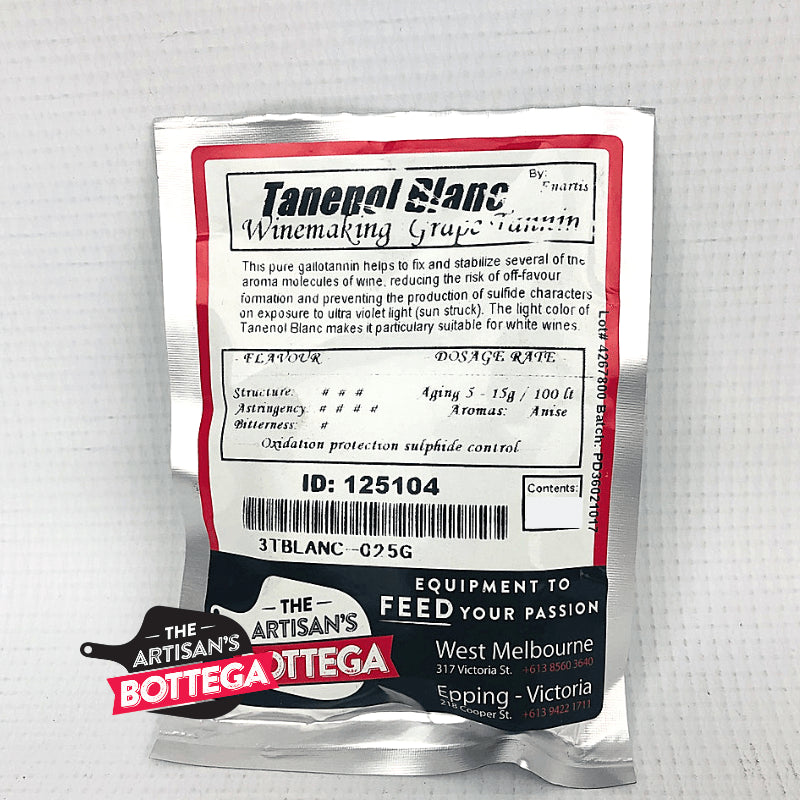 Tanenol Blanc
By:
Enartis
Winemaking Grape Tannin
This pure gallotannin helps to fix and stabilize several of the
aroma molecules of wine, reducing the risk of off-favour
formation and preventing the production of sulfide characters
on exposure to ultra violet light (sun struck). The light color of
Tanenol Blanc makes it particulary suitable for white wines.
- FLAVOUR -
- DOSAGE RATE -
Structure: # # #
Aging 5 - 15g / 100 lt
Astringency: # # # #
Aromas: Anise
Bitterness: #
Oxidation protection sulphide control
Lot# 4267800 Batch: PD36021017
ID: 125104
Contents:
3TBLANC-025G
EQUIPMENT TO
FEED YOUR PASSION
THE
ARTISAN'S
BOTTEGA
West Melbourne
317 Victoria St. +613 8560 3640
Epping - Victoria
218 Cooper St. +613 9422 1711
THE
ARTISAN'S
BOTTEGA